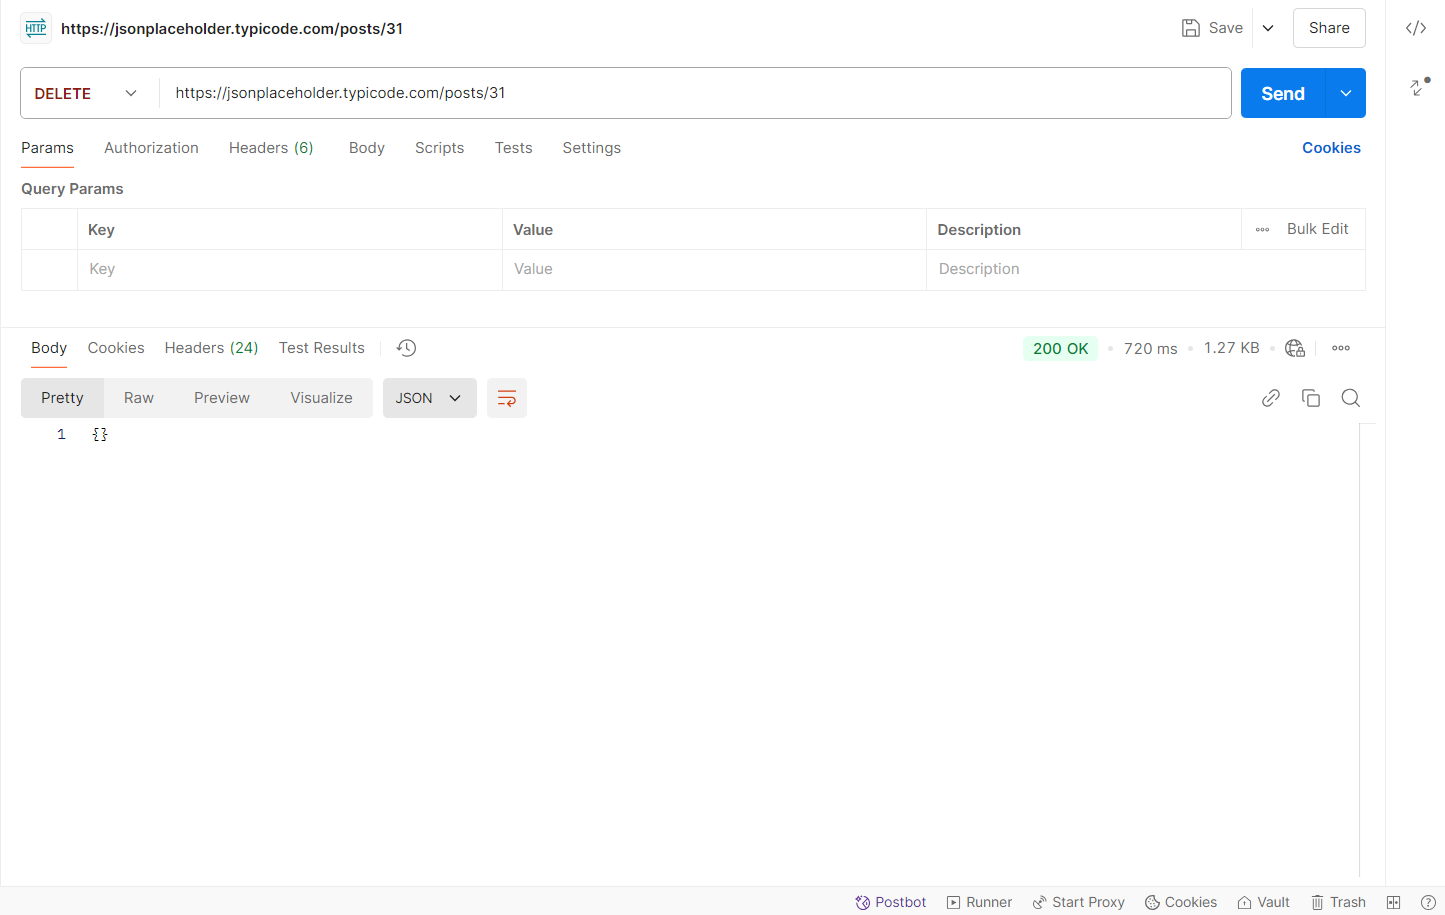 HTTP https://jsonplaceholder.typicode.com/posts/31 Save Share
DELETE https://jsonplaceholder.typicode.com/posts/31 Send
Params Authorization Headers (6) Body Scripts Tests Settings Cookies
Query Params
Key Value Description Bulk Edit
Key Value Description
Body Cookies Headers (24) Test Results 200 OK 720 ms 1.27 KB
Pretty Raw Preview Visualize JSON
1 {}
Postbot Runner Start Proxy Cookies Vault Trash